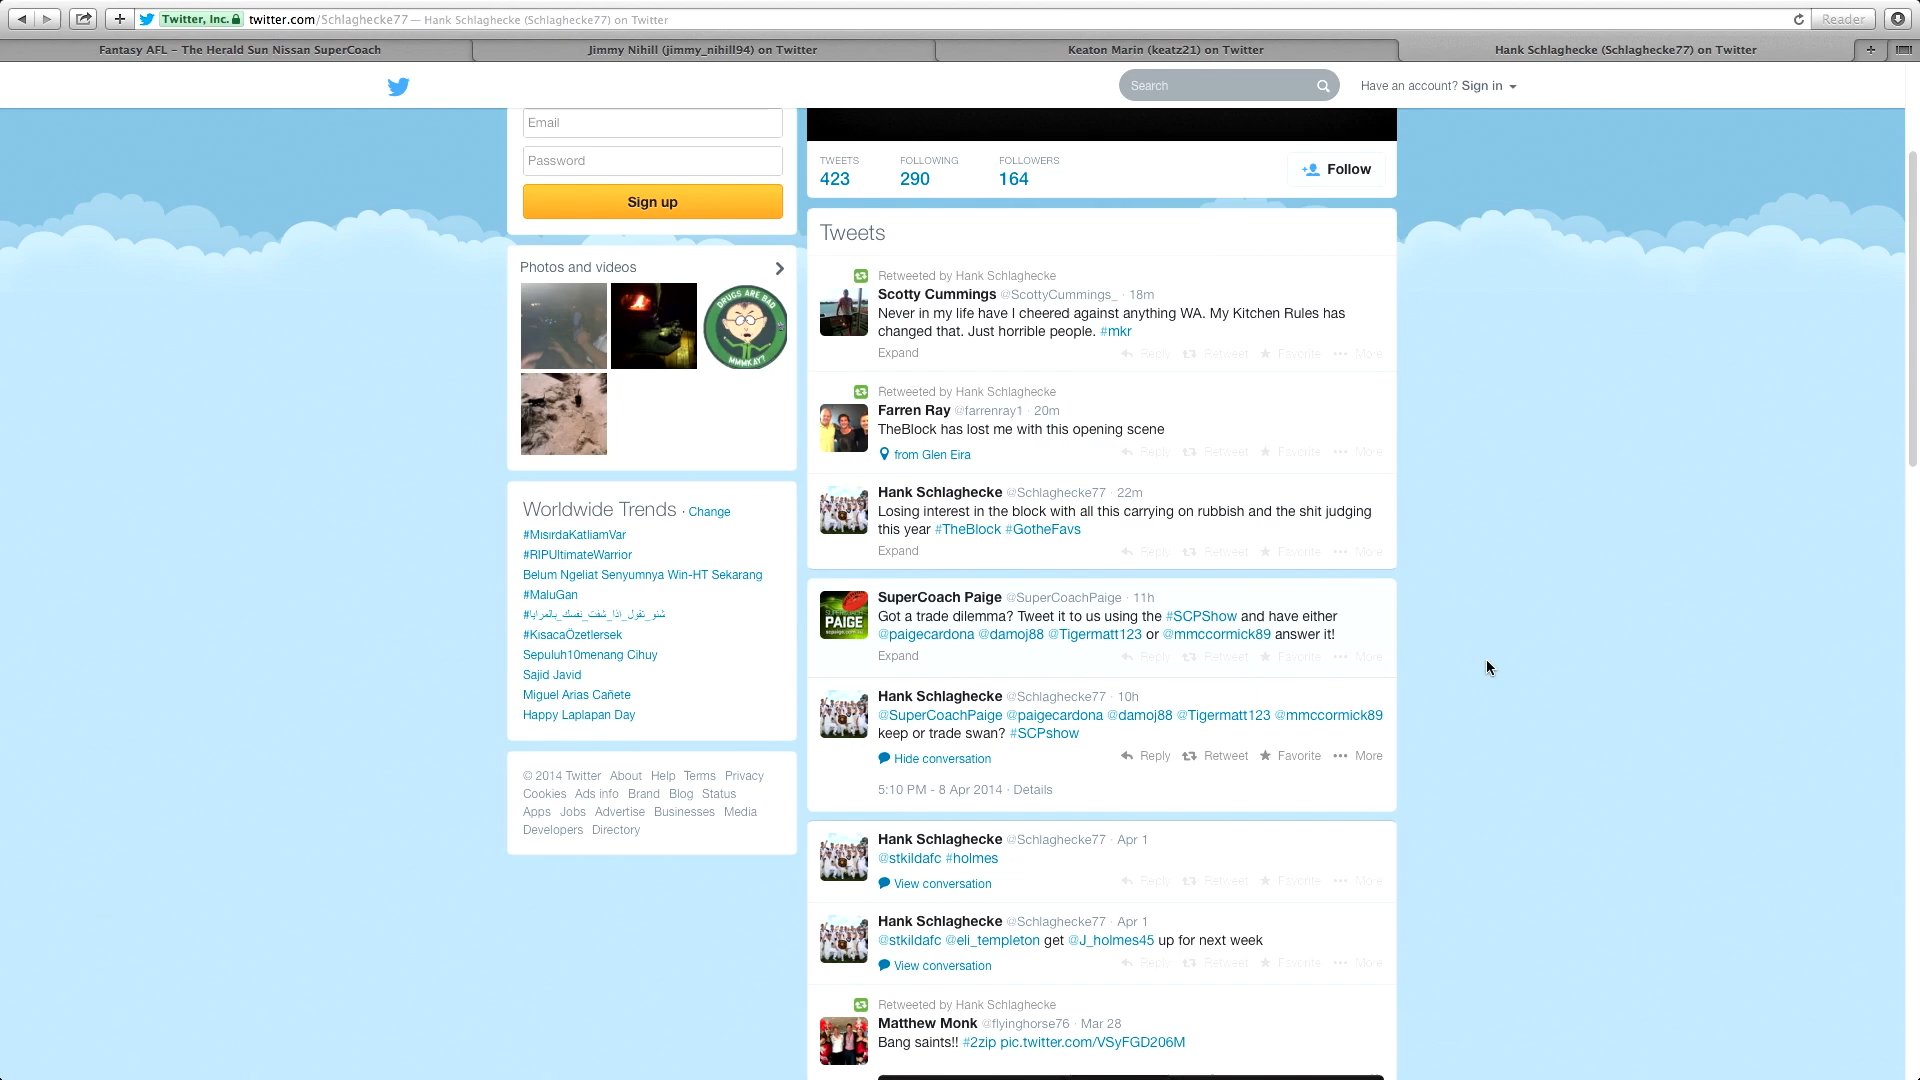 Twitter, Inc. twitter.com/Schlaghecke77 — Hank Schlaghecke (Schlaghecke77) on Twitter
Reader
Fantasy AFL – The Herald Sun Nissan SuperCoach
Jimmy Nihill (jimmy_nihill94) on Twitter
Keaton Marin (keatz21) on Twitter
Hank Schlaghecke (Schlaghecke77) on Twitter
Search
Have an account? Sign in
Email
Password
Sign up
Photos and videos
DRUGS ARE BAD
MMMKAY?
Worldwide Trends · Change
#MısırdaKatliamVar
#RIPUltimateWarrior
Belum Ngeliat Senyumnya Win-HT Sekarang
#MaluGan
#شتو_تقول_اذا_شفت_نفسك_بالمرايا
#KısacaÖzetlersek
Sepuluh10menang Cihuy
Sajid Javid
Miguel Arias Cañete
Happy Laplapan Day
© 2014 Twitter About Help Terms Privacy
Cookies Ads info Brand Blog Status
Apps Jobs Advertise Businesses Media
Developers Directory
TWEETS
423
FOLLOWING
290
FOLLOWERS
164
Follow
Tweets
Retweeted by Hank Schlaghecke
Scotty Cummings @ScottyCummings_ · 18m
Never in my life have I cheered against anything WA. My Kitchen Rules has
changed that. Just horrible people. #mkr
Expand Reply Retweet Favorite More
Retweeted by Hank Schlaghecke
Farren Ray @farrenray1 · 20m
TheBlock has lost me with this opening scene
from Glen Eira Reply Retweet Favorite More
Hank Schlaghecke @Schlaghecke77 · 22m
Losing interest in the block with all this carrying on rubbish and the shit judging
this year #TheBlock #GotheFavs
Expand Reply Retweet Favorite More
PAIGE
SuperCoach Paige @SuperCoachPaige · 11h
Got a trade dilemma? Tweet it to us using the #SCPShow and have either
@paigecardona @damoj88 @Tigermatt123 or @mmccormick89 answer it!
Expand Reply Retweet Favorite More
Hank Schlaghecke @Schlaghecke77 · 10h
@SuperCoachPaige @paigecardona @damoj88 @Tigermatt123 @mmccormick89
keep or trade swan? #SCPshow
Hide conversation Reply Retweet Favorite More
5:10 PM - 8 Apr 2014 · Details
Hank Schlaghecke @Schlaghecke77 · Apr 1
@stkildafc #holmes
View conversation Reply Retweet Favorite More
Hank Schlaghecke @Schlaghecke77 · Apr 1
@stkildafc @eli_templeton get @J_holmes45 up for next week
View conversation Reply Retweet Favorite More
Retweeted by Hank Schlaghecke
Matthew Monk @flyinghorse76 · Mar 28
Bang saints!! #2zip pic.twitter.com/VSyFGD206M